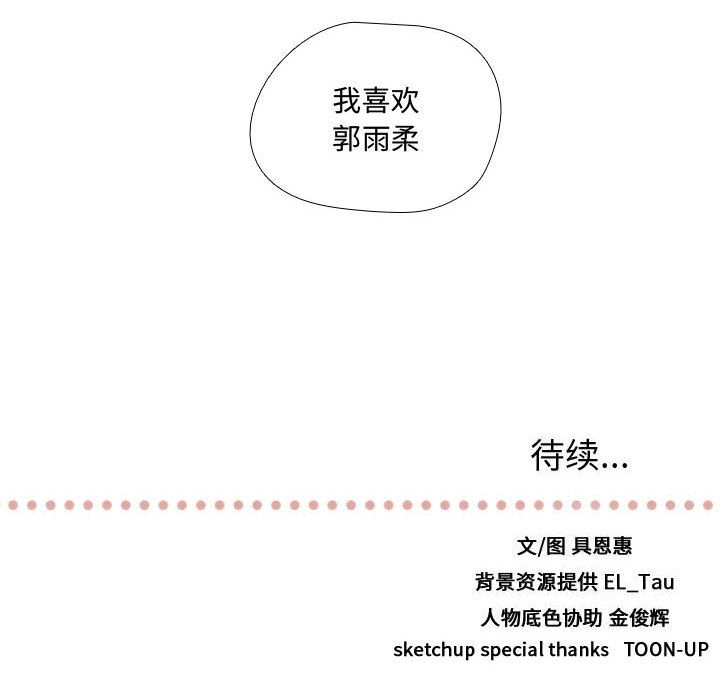 我喜欢
郭雨柔
待续...
文/图 具恩惠
背景资源提供 EL_Tau
人物底色协助 金俊辉
sketchup special thanks TOON-UP